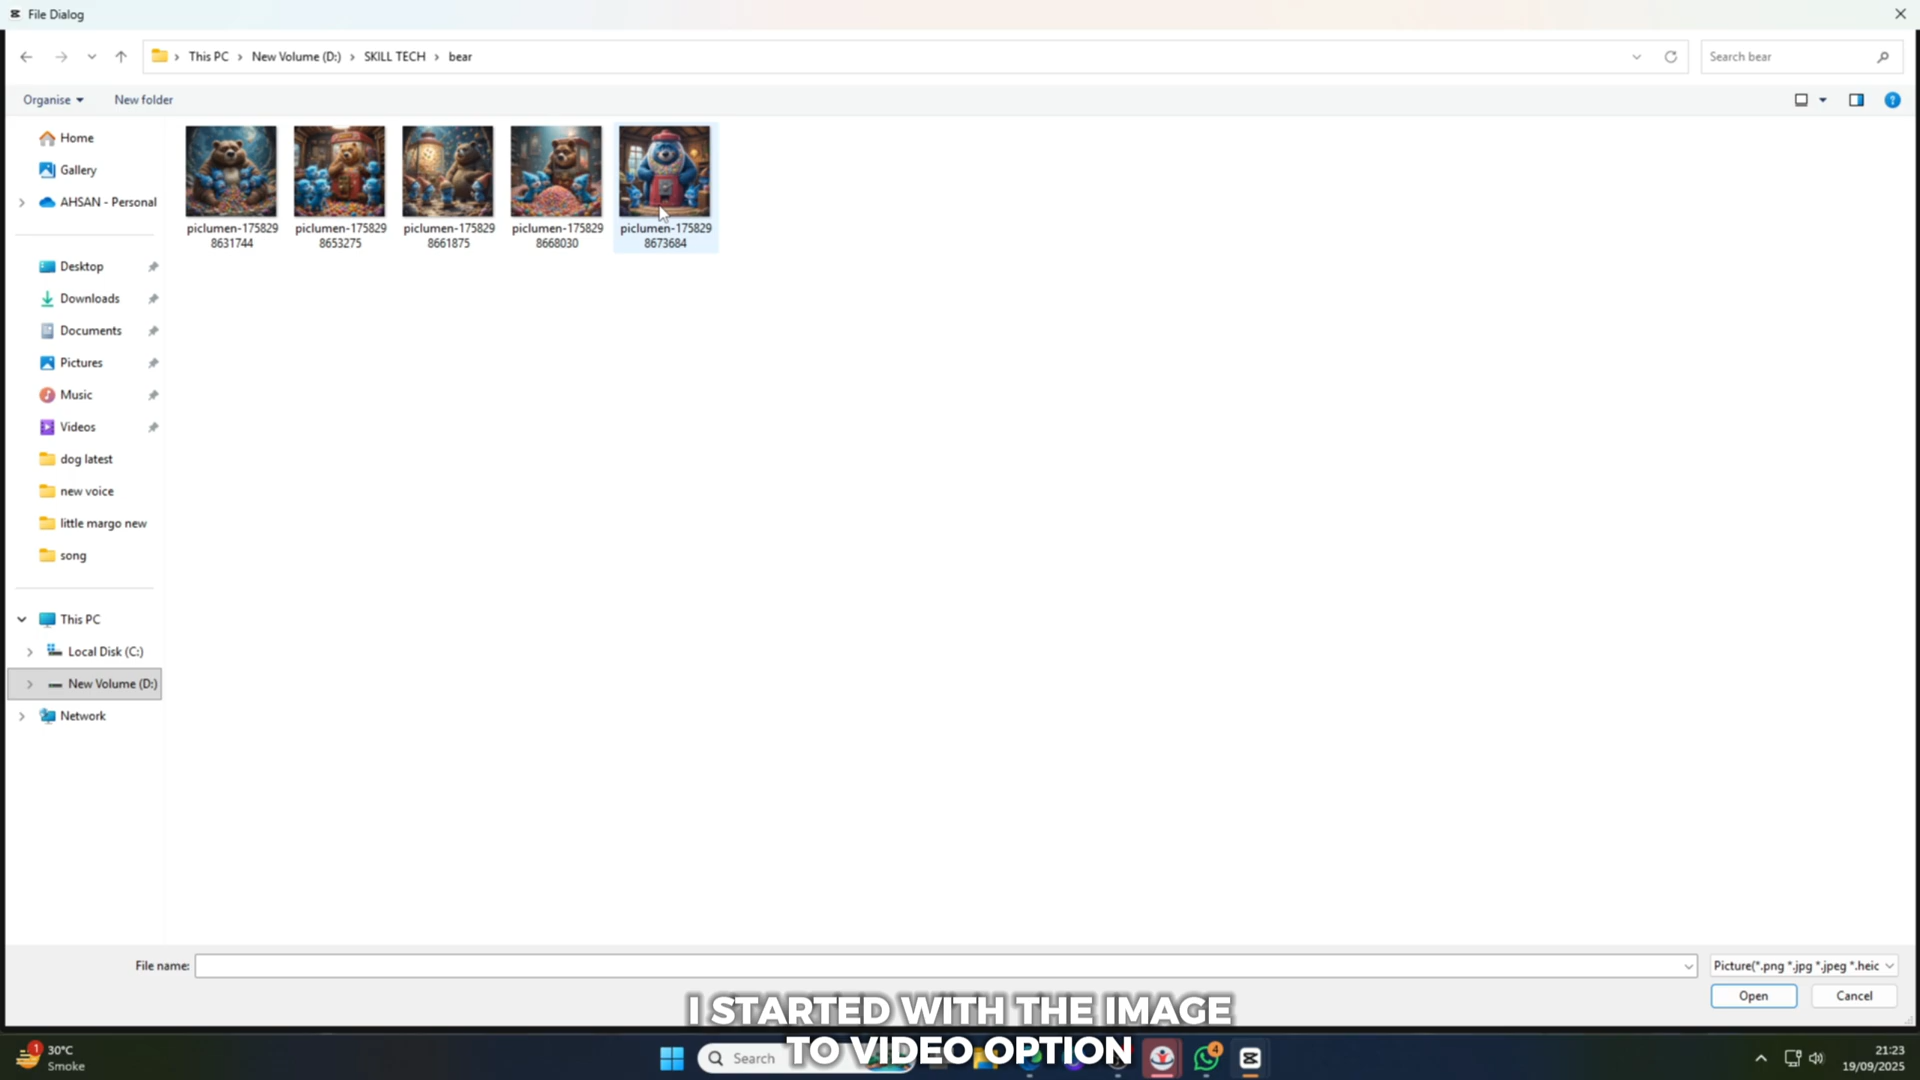 File Dialog
This PC
New Volume (D:)
SKILL TECH
bear
Search bear
Organise
New folder
Home
Gallery
AHSAN - Personal
Desktop
Downloads
Documents
Pictures
Music
Videos
dog latest
new voice
little margo new
song
This PC
Local Disk (C:)
New Volume (D:)
Network
piclumen-175829
8631744
piclumen-175829
8653275
piclumen-175829
8661875
piclumen-175829
8668030
piclumen-175829
8673684
File name:
Picture(*.png *.jpg *.jpeg *.heic
Open
Cancel
I STARTED WITH THE IMAGE
TO VIDEO OPTION
1
30°C
Smoke
Search
4
21:23
19/09/2025